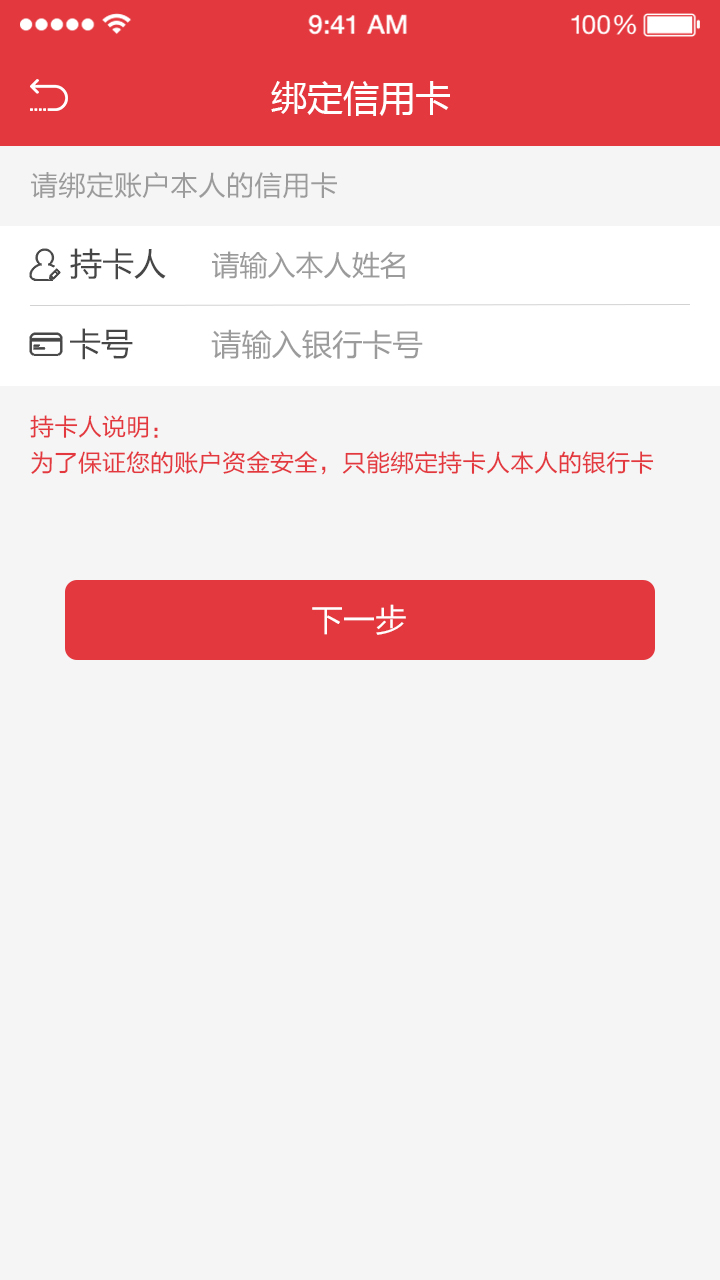 9:41 AM 100%
绑定信用卡
请绑定账户本人的信用卡
持卡人 请输入本人姓名
卡号 请输入银行卡号
持卡人说明：
为了保证您的账户资金安全，只能绑定持卡人本人的银行卡
下一步